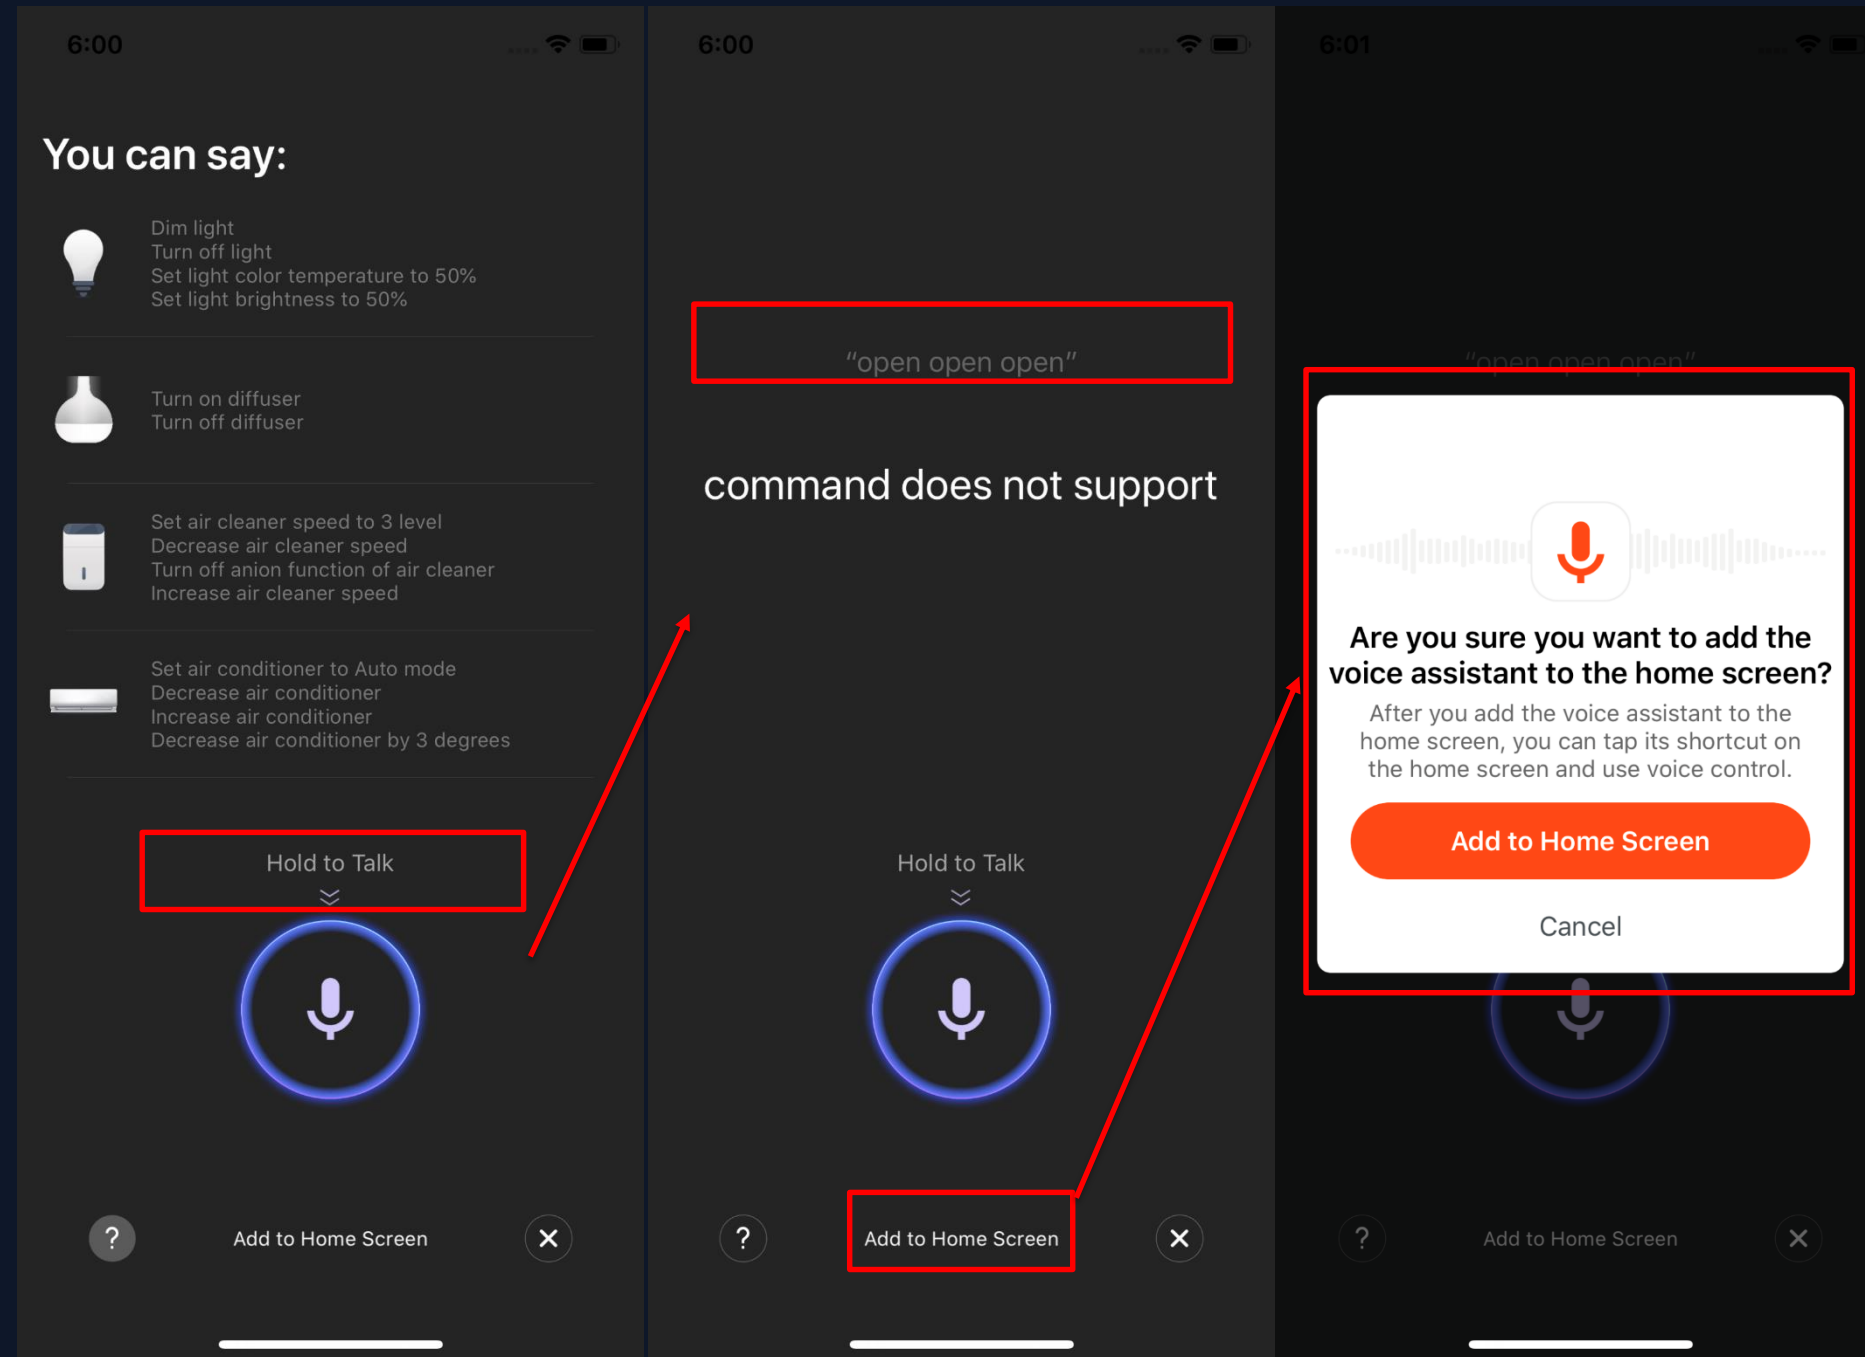 6:00
You can say:
Dim light
Turn off light
Set light color temperature to 50%
Set light brightness to 50%
Turn on diffuser
Turn off diffuser
Set air cleaner speed to 3 level
Decrease air cleaner speed
Turn off anion function of air cleaner
Increase air cleaner speed
Set air conditioner to Auto mode
Decrease air conditioner
Increase air conditioner
Decrease air conditioner by 3 degrees
Hold to Talk
?
Add to Home Screen
6:00
“open open open”
command does not support
Hold to Talk
?
Add to Home Screen
6:01
“open open open”
Are you sure you want to add the
voice assistant to the home screen?
After you add the voice assistant to the
home screen, you can tap its shortcut on
the home screen and use voice control.
Add to Home Screen
Cancel
?
Add to Home Screen